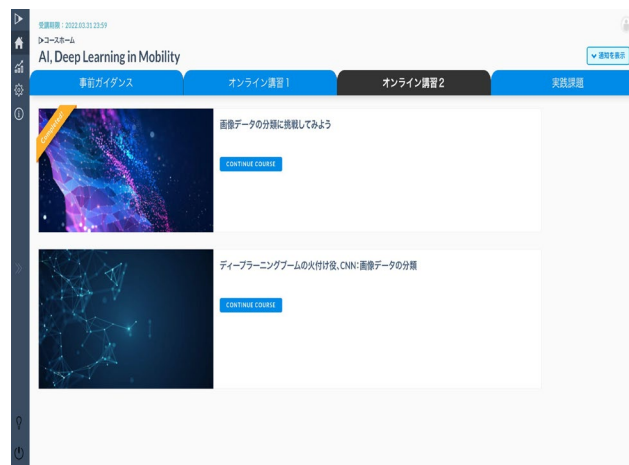 受講期限：2022.03.31 23:59
コースホーム
AI, Deep Learning in Mobility
通知を表示
事前ガイダンス
オンライン講習1
オンライン講習2
実践課題
Completed
画像データの分類に挑戦してみよう
CONTINUE COURSE
ディープラーニングブームの火付け役、CNN：画像データの分類
CONTINUE COURSE